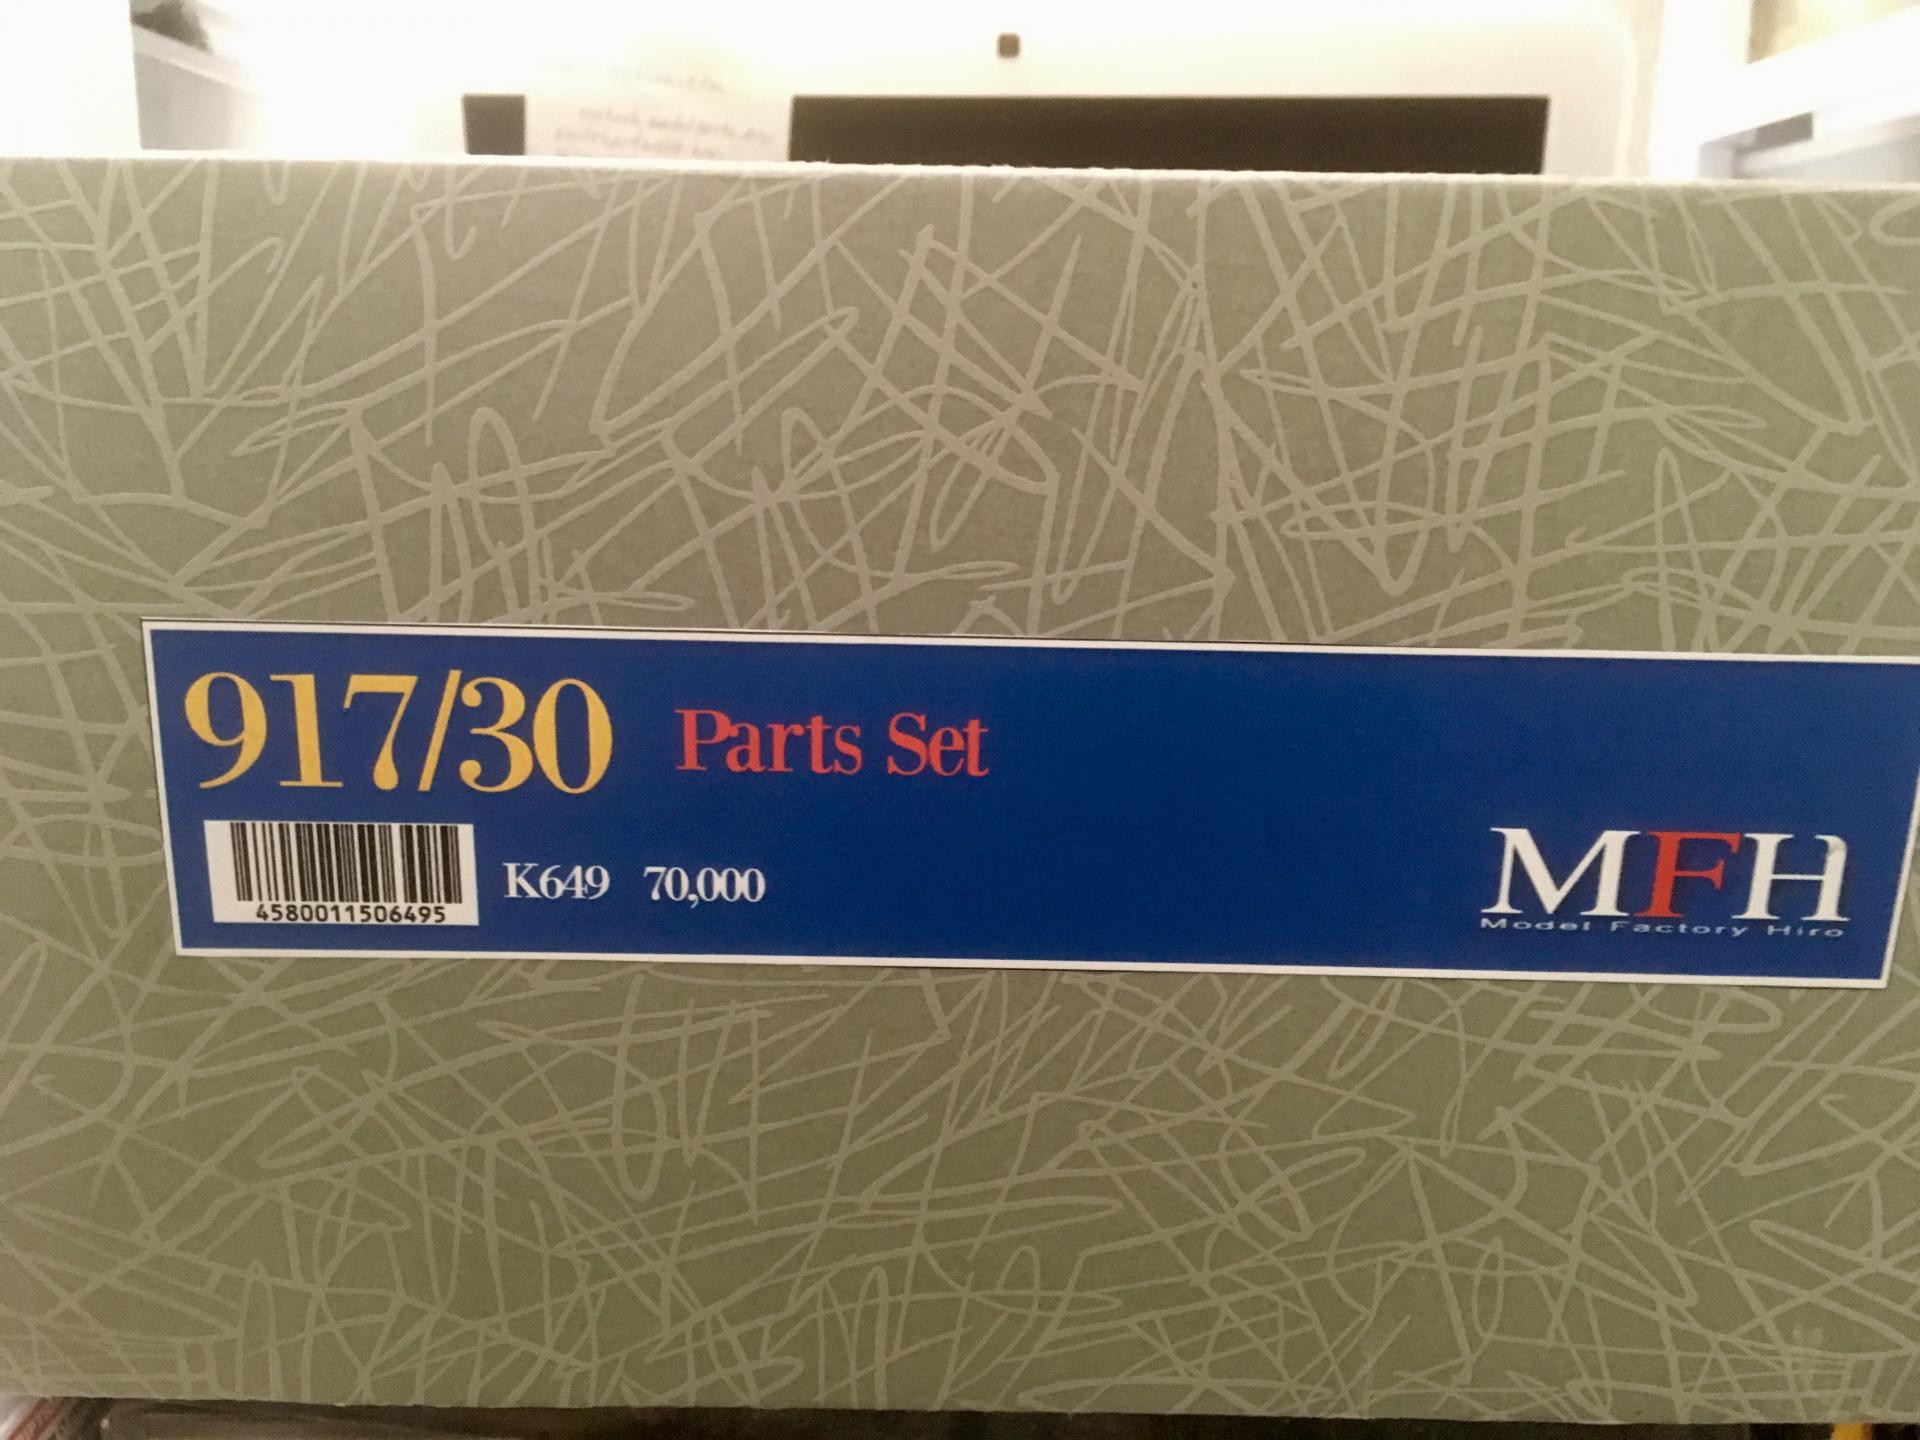 917/30 Parts Set
4580011506495
K649 70,000
MFH
Model Factory Hiro